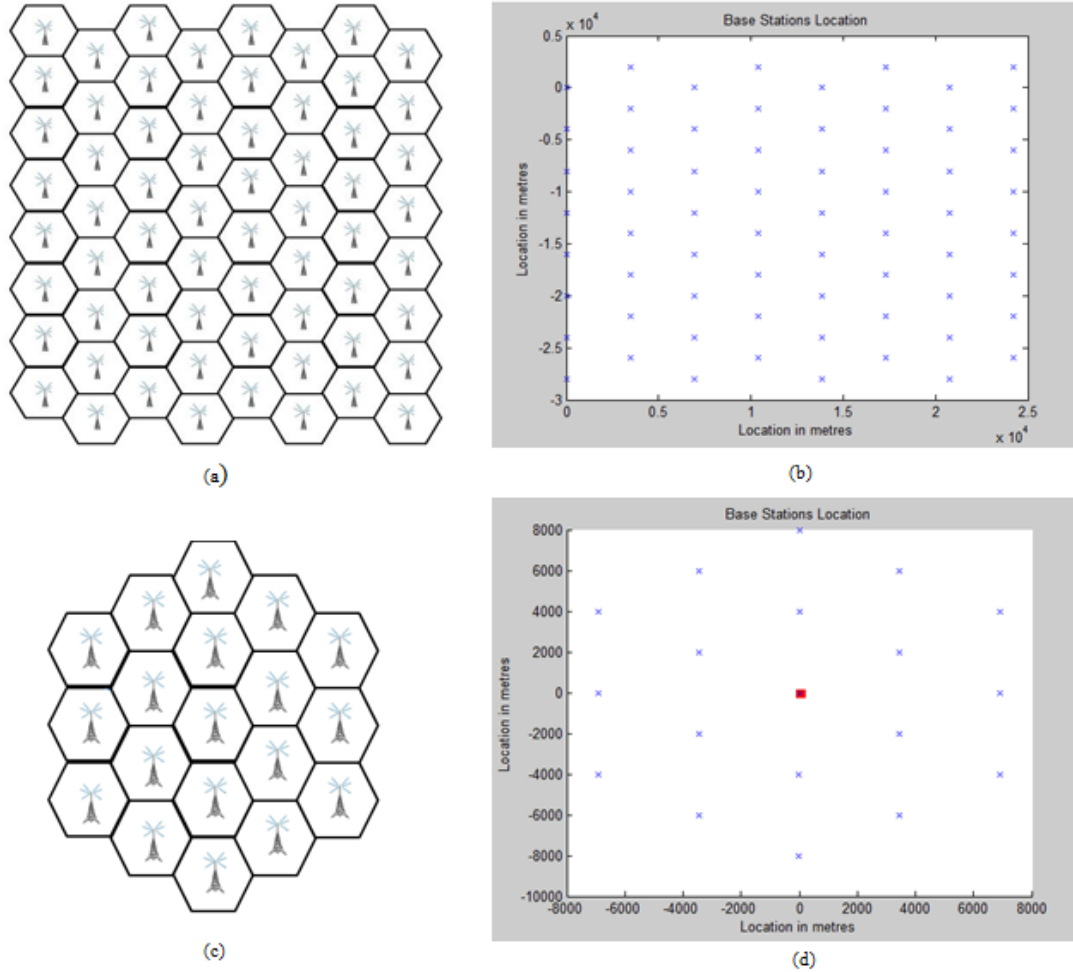 Base Stations Location
x 10^4
0.5
0
-0.5
-1
-1.5
-2
-2.5
-3
Location in metres
0 0.5 1 1.5 2 2.5
Location in metres
x 10^4
(a)
(b)
Base Stations Location
8000
6000
4000
2000
0
-2000
-4000
-6000
-8000
-10000
Location in metres
-8000 -6000 -4000 -2000 0 2000 4000 6000 8000
Location in metres
(c)
(d)